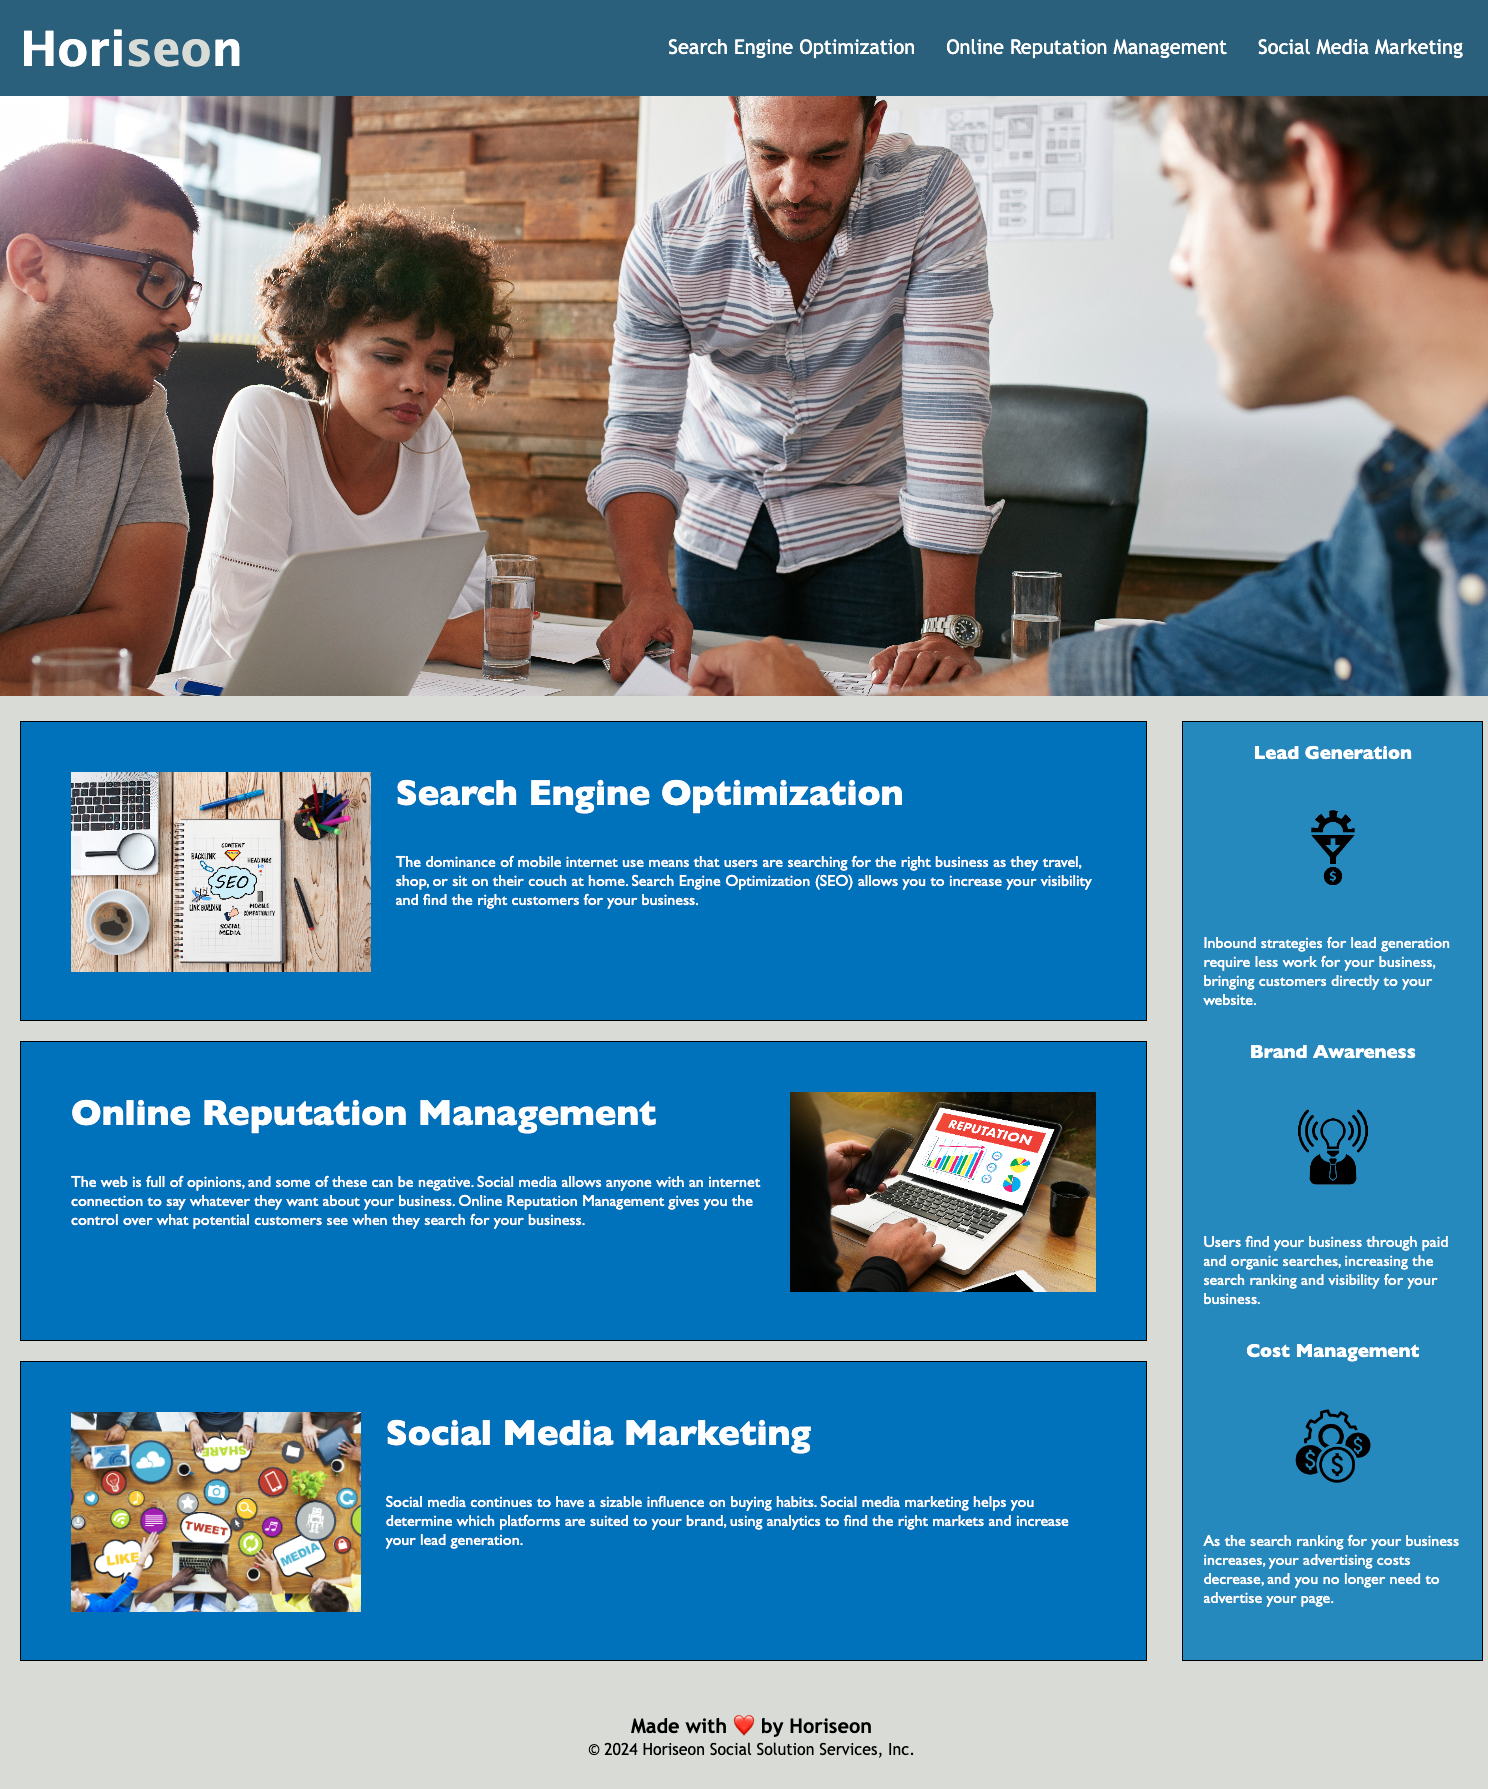 Horiseon
Search Engine Optimization
Online Reputation Management
Social Media Marketing
CONTENT
BACKLINK
HEADINGS
SEO
LINK BUILDING
MOBILE
COMPATIBILITY
SOCIAL
MEDIA
Search Engine Optimization
The dominance of mobile internet use means that users are searching for the right business as they travel,
shop, or sit on their couch at home. Search Engine Optimization (SEO) allows you to increase your visibility
and find the right customers for your business.
Online Reputation Management
The web is full of opinions, and some of these can be negative. Social media allows anyone with an internet
connection to say whatever they want about your business. Online Reputation Management gives you the
control over what potential customers see when they search for your business.
REPUTATION
SHARE
TWEET
LIKE
MEDIA
Social Media Marketing
Social media continues to have a sizable influence on buying habits. Social media marketing helps you
determine which platforms are suited to your brand, using analytics to find the right markets and increase
your lead generation.
Lead Generation
$
Inbound strategies for lead generation
require less work for your business,
bringing customers directly to your
website.
Brand Awareness
Users find your business through paid
and organic searches, increasing the
search ranking and visibility for your
business.
Cost Management
$ $ $
As the search ranking for your business
increases, your advertising costs
decrease, and you no longer need to
advertise your page.
Made with ❤️ by Horiseon
© 2024 Horiseon Social Solution Services, Inc.